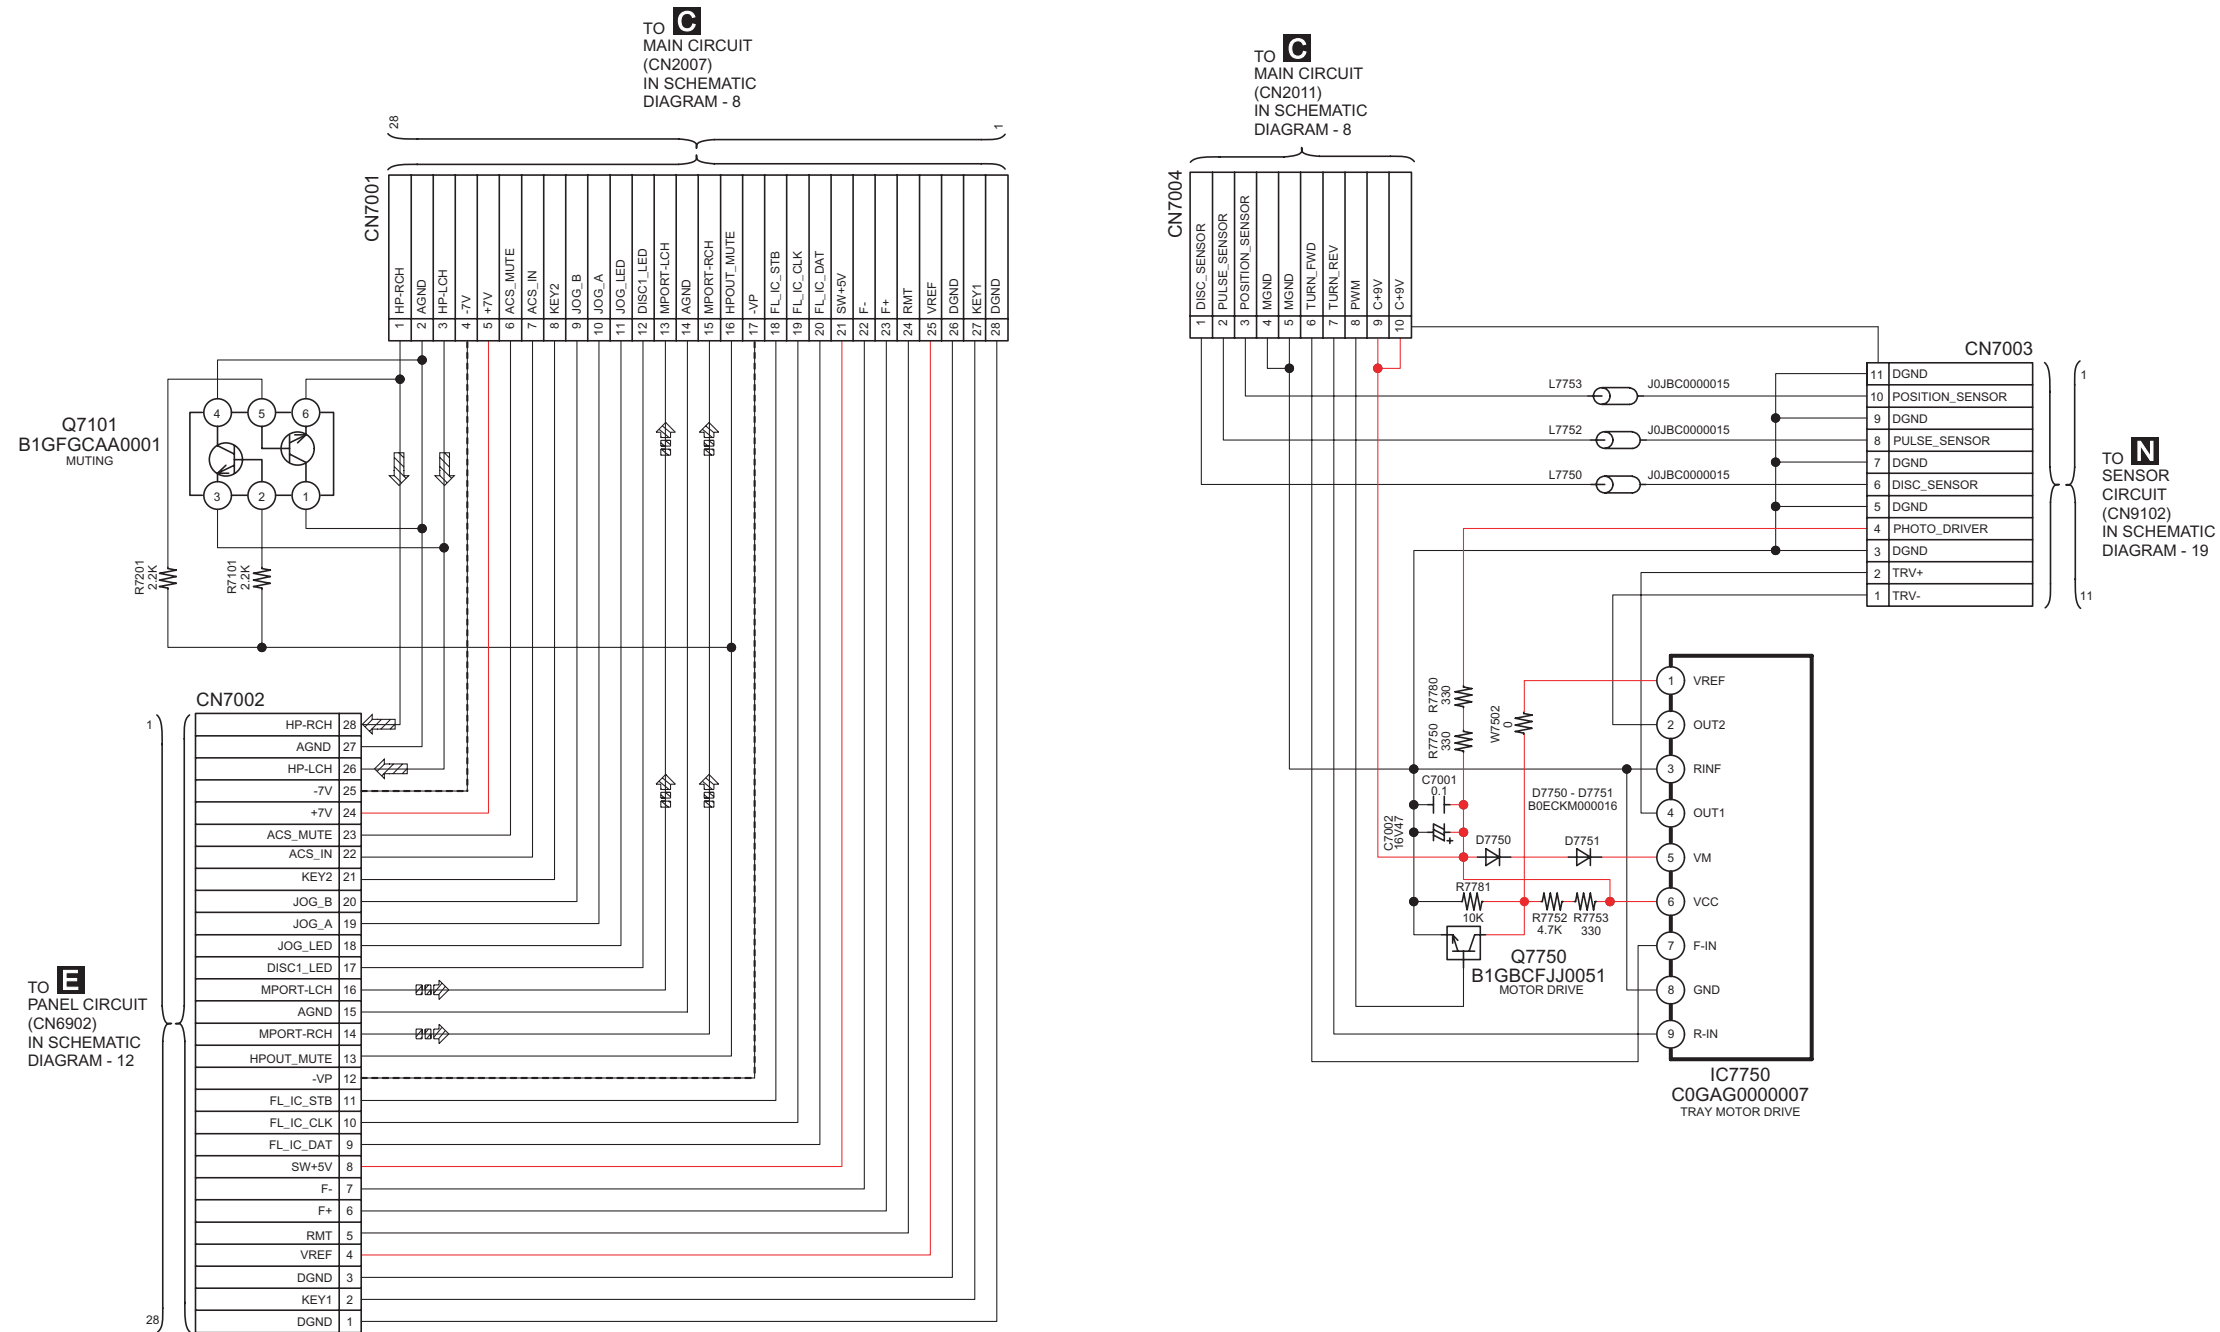 TO C
MAIN CIRCUIT
(CN2007)
IN SCHEMATIC
DIAGRAM - 8
28
1
CN7001
1 HP-RCH
2 AGND
3 HP-LCH
4 -7V
5 +7V
6 ACS_MUTE
7 ACS_IN
8 KEY2
9 JOG_B
10 JOG_A
11 JOG_LED
12 DISC1_LED
13 MPORT-LCH
14 AGND
15 MPORT-RCH
16 HPOUT_MUTE
17 -VP
18 FL_IC_STB
19 FL_IC_CLK
20 FL_IC_DAT
21 SW+5V
22 F-
23 F+
24 RMT
25 VREF
26 DGND
27 KEY1
28 DGND
Q7101
B1GFGCAA0001
MUTING
4
5
6
3
2
1
R7201
2.2K
R7101
2.2K
CN7002
1
HP-RCH 28
AGND 27
HP-LCH 26
-7V 25
+7V 24
ACS_MUTE 23
ACS_IN 22
KEY2 21
JOG_B 20
JOG_A 19
JOG_LED 18
DISC1_LED 17
MPORT-LCH 16
AGND 15
MPORT-RCH 14
HPOUT_MUTE 13
-VP 12
FL_IC_STB 11
FL_IC_CLK 10
FL_IC_DAT 9
SW+5V 8
F- 7
F+ 6
RMT 5
VREF 4
DGND 3
KEY1 2
DGND 1
28
TO E
PANEL CIRCUIT
(CN6902)
IN SCHEMATIC
DIAGRAM - 12
TO C
MAIN CIRCUIT
(CN2011)
IN SCHEMATIC
DIAGRAM - 8
CN7004
1 DISC_SENSOR
2 PULSE_SENSOR
3 POSITION_SENSOR
4 MGND
5 MGND
6 TURN_FWD
7 TURN_REV
8 PWM
9 C+9V
10 C+9V
CN7003
11 DGND
10 POSITION_SENSOR
9 DGND
8 PULSE_SENSOR
7 DGND
6 DISC_SENSOR
5 DGND
4 PHOTO_DRIVER
3 DGND
2 TRV+
1 TRV-
1
11
TO N
SENSOR
CIRCUIT
(CN9102)
IN SCHEMATIC
DIAGRAM - 19
L7753 J0JBC0000015
L7752 J0JBC0000015
L7750 J0JBC0000015
R7780
330
R7750
330
W7502
0
C7001
0.1
C7002
16V47
+
D7750 - D7751
B0ECKM000016
D7750
D7751
R7781
10K
R7752
4.7K
R7753
330
Q7750
B1GBCFJJ0051
MOTOR DRIVE
1 VREF
2 OUT2
3 RINF
4 OUT1
5 VM
6 VCC
7 F-IN
8 GND
9 R-IN
IC7750
C0GAG0000007
TRAY MOTOR DRIVE